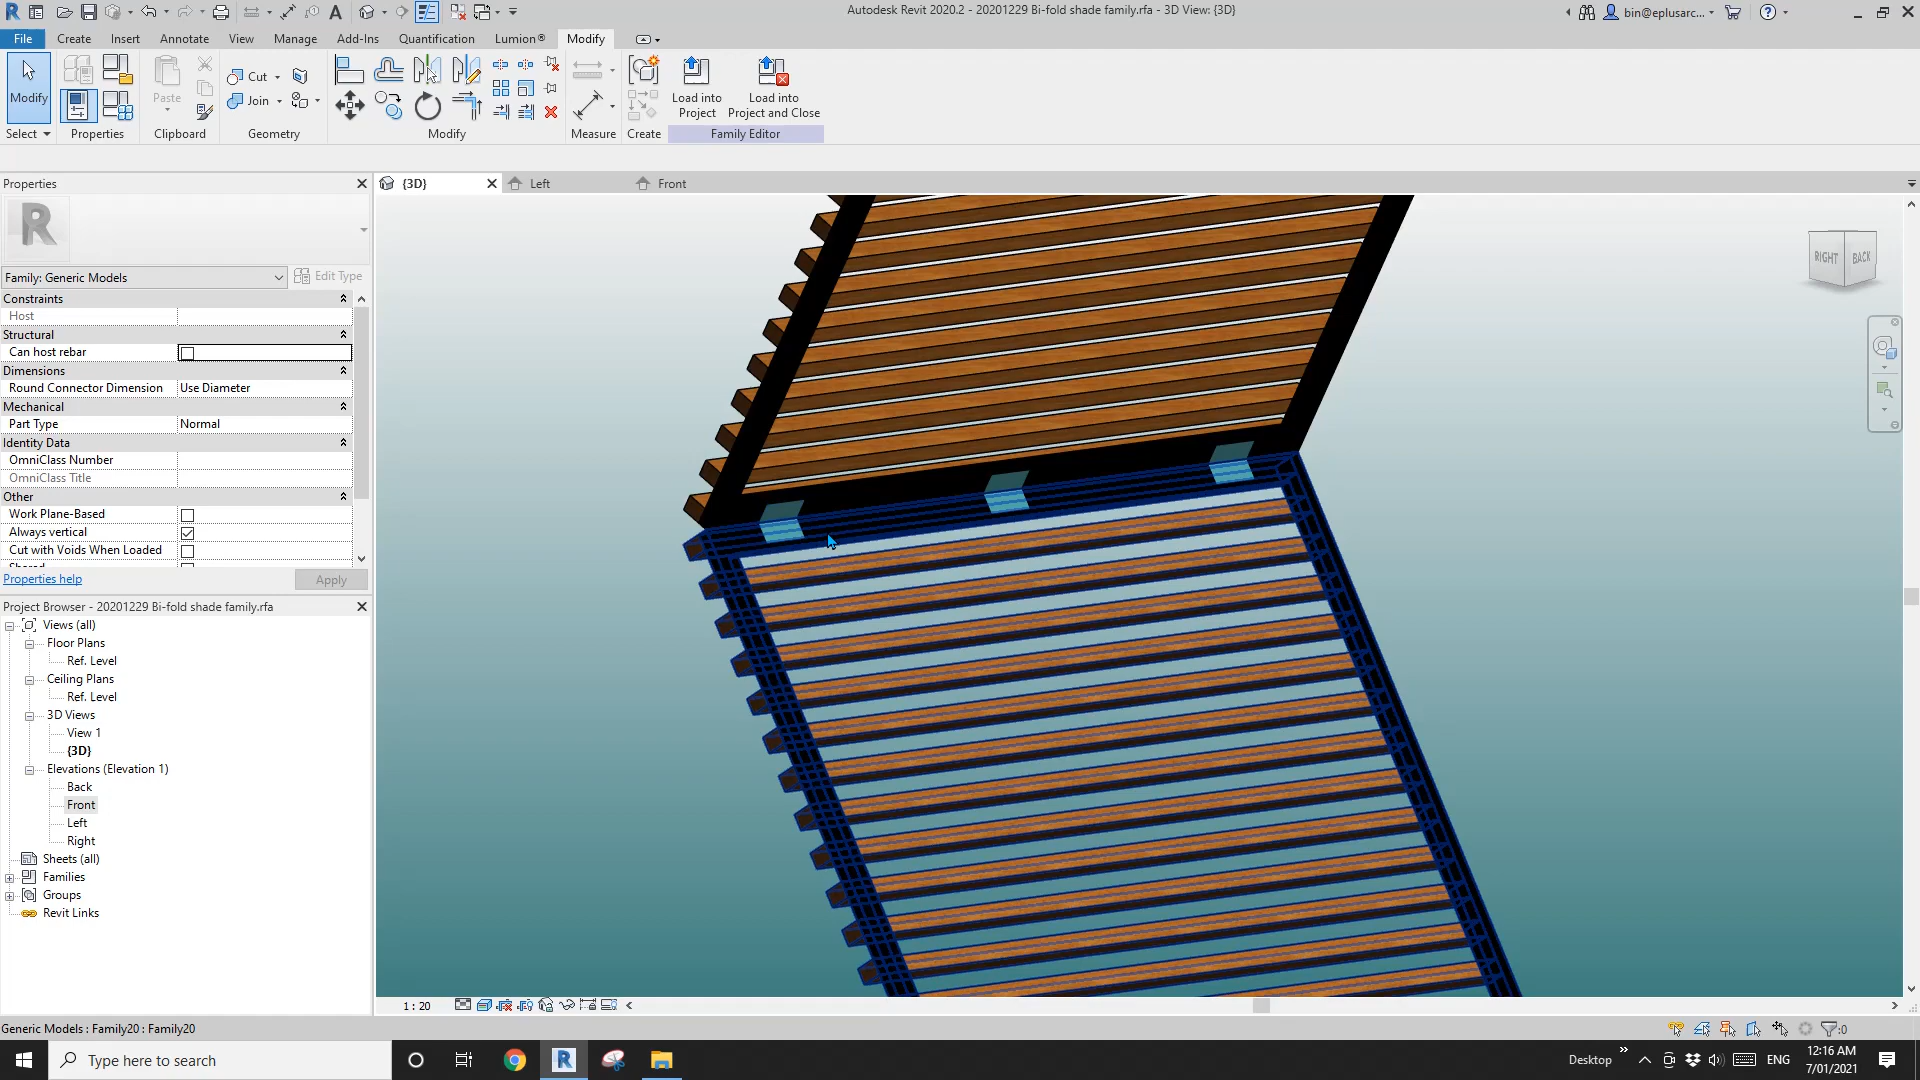 Autodesk Revit 2020.2 - 20201229 Bi-fold shade family.rfa - 3D View: {3D}
bin@eplusarc...
File
Create
Insert
Annotate
View
Manage
Add-Ins
Quantification
Lumion®
Modify
Modify
Select
Properties
Paste
Clipboard
Cut
Join
Geometry
Modify
Measure
Create
Load into
Project
Load into
Project and Close
Family Editor
Properties
{3D}
Left
Front
R
Family: Generic Models
Edit Type
Constraints
Host
Structural
Can host rebar
Dimensions
Round Connector Dimension
Use Diameter
Mechanical
Part Type
Normal
Identity Data
OmniClass Number
OmniClass Title
Other
Work Plane-Based
Always vertical
Cut with Voids When Loaded
Properties help
Apply
RIGHT
BACK
Project Browser - 20201229 Bi-fold shade family.rfa
Views (all)
Floor Plans
Ref. Level
Ceiling Plans
Ref. Level
3D Views
View 1
{3D}
Elevations (Elevation 1)
Back
Front
Left
Right
Sheets (all)
Families
Groups
Revit Links
1 : 20
Generic Models : Family20 : Family20
:0
Type here to search
Desktop
ENG
12:16 AM
7/01/2021